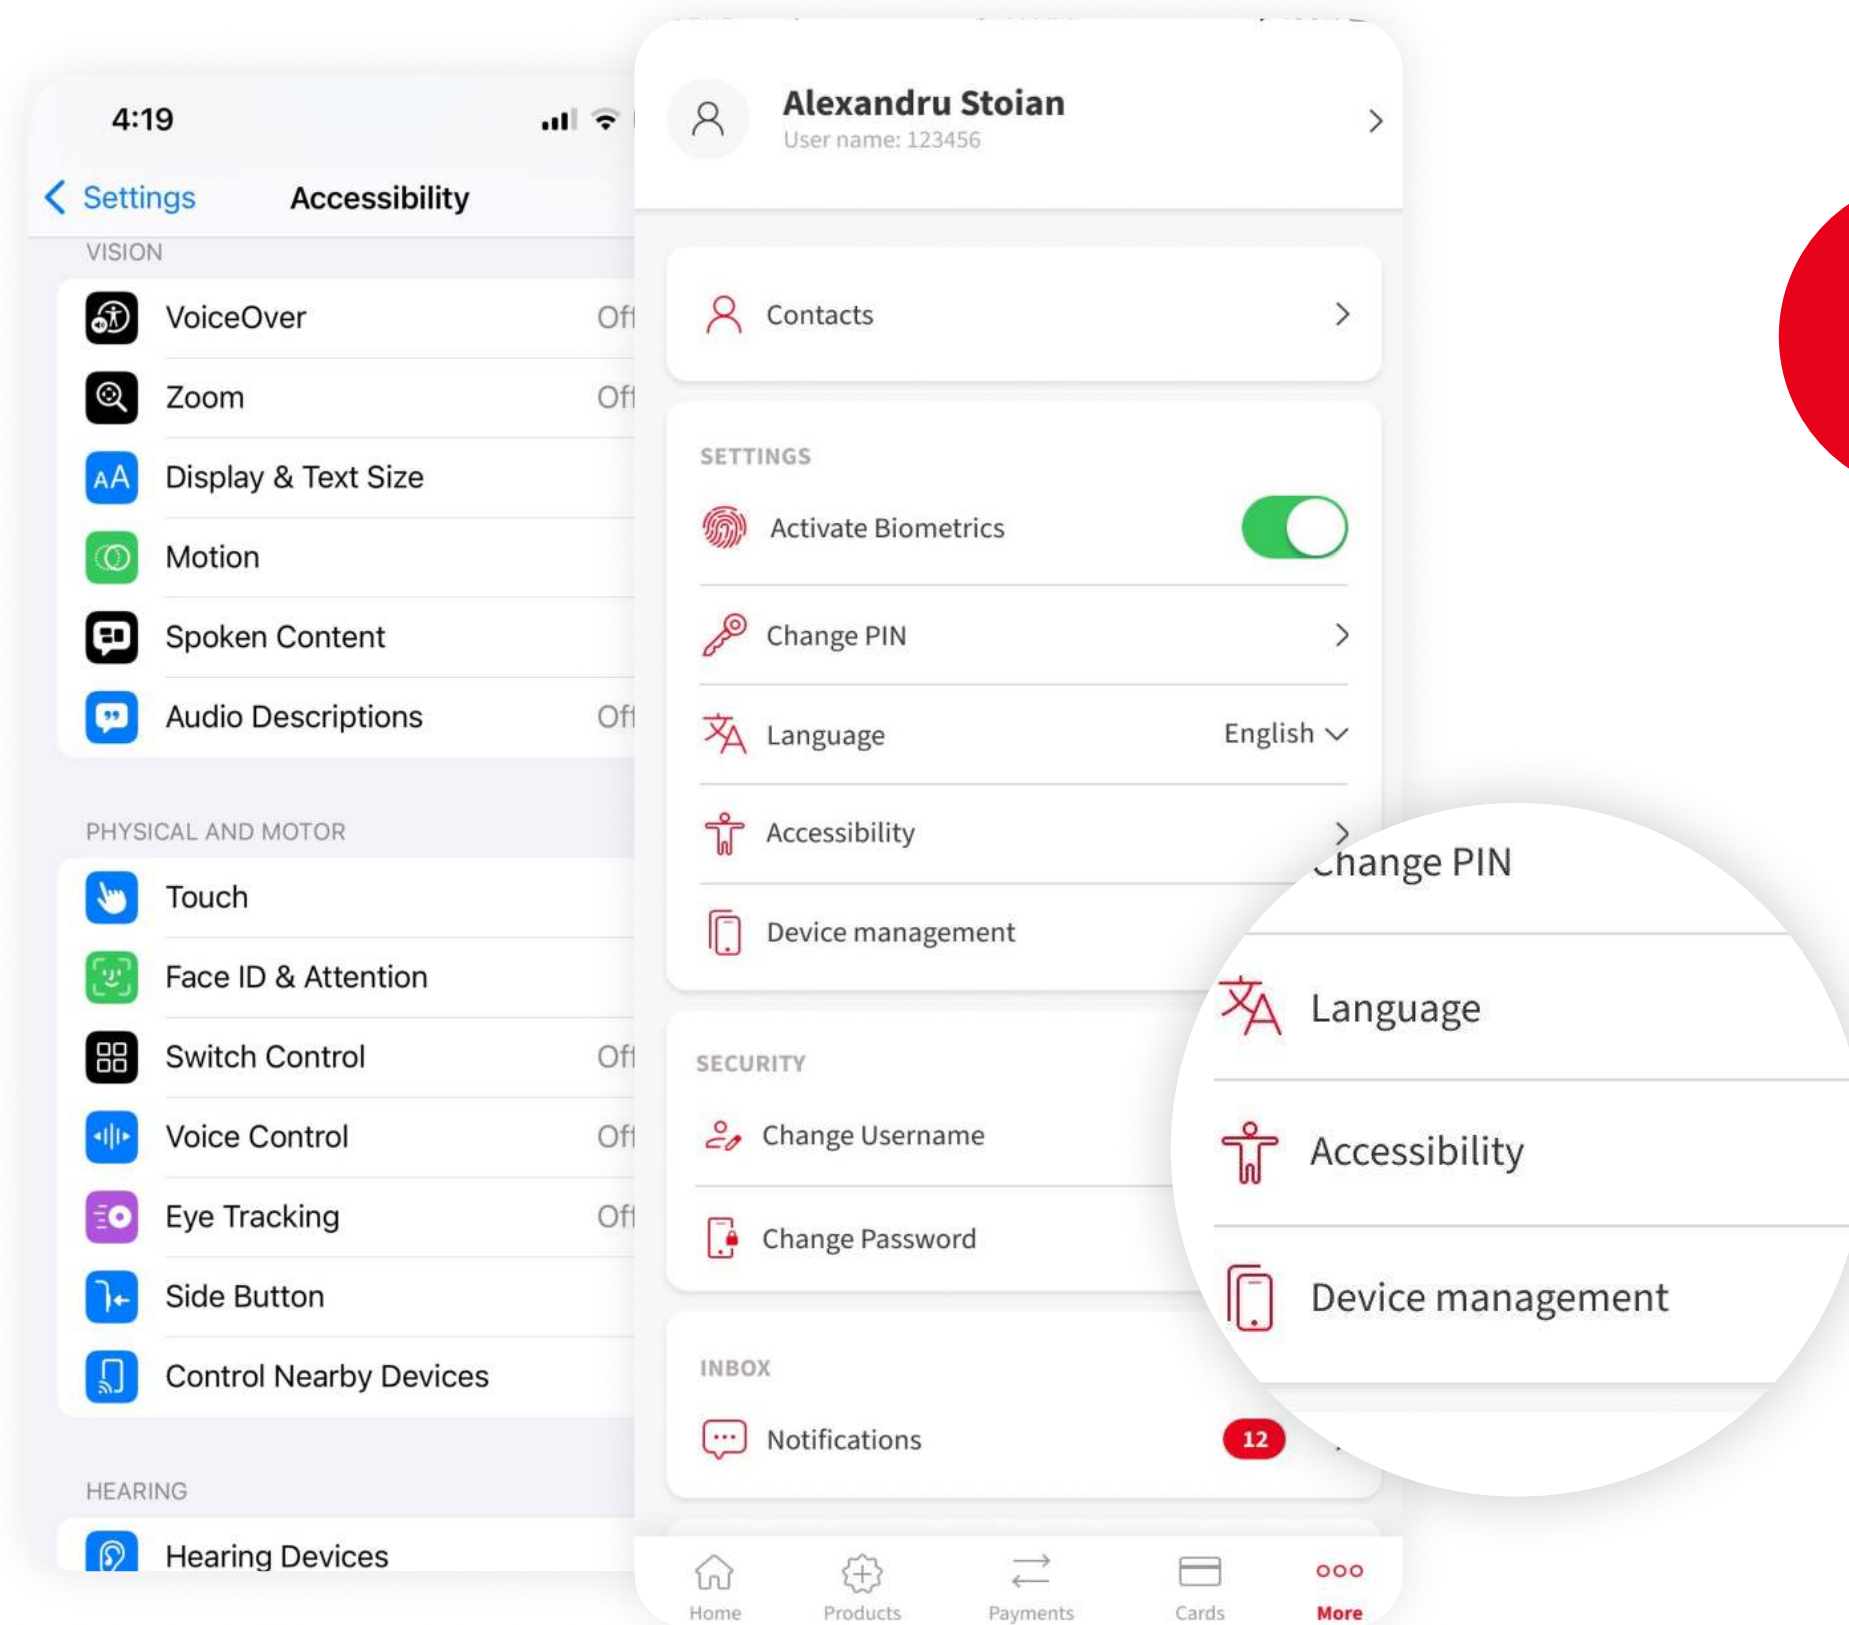 4:19
Settings
Accessibility
VISION
VoiceOver
Off
Zoom
Off
Display & Text Size
Motion
Spoken Content
Audio Descriptions
Off
PHYSICAL AND MOTOR
Touch
Face ID & Attention
Switch Control
Off
Voice Control
Off
Eye Tracking
Off
Side Button
Control Nearby Devices
HEARING
Hearing Devices
Alexandru Stoian
User name: 123456
Contacts
SETTINGS
Activate Biometrics
Change PIN
Language
English
Accessibility
Device management
SECURITY
Change Username
Change Password
INBOX
Notifications
12
Home
Products
Payments
Cards
More
Change PIN
Language
Accessibility
Device management